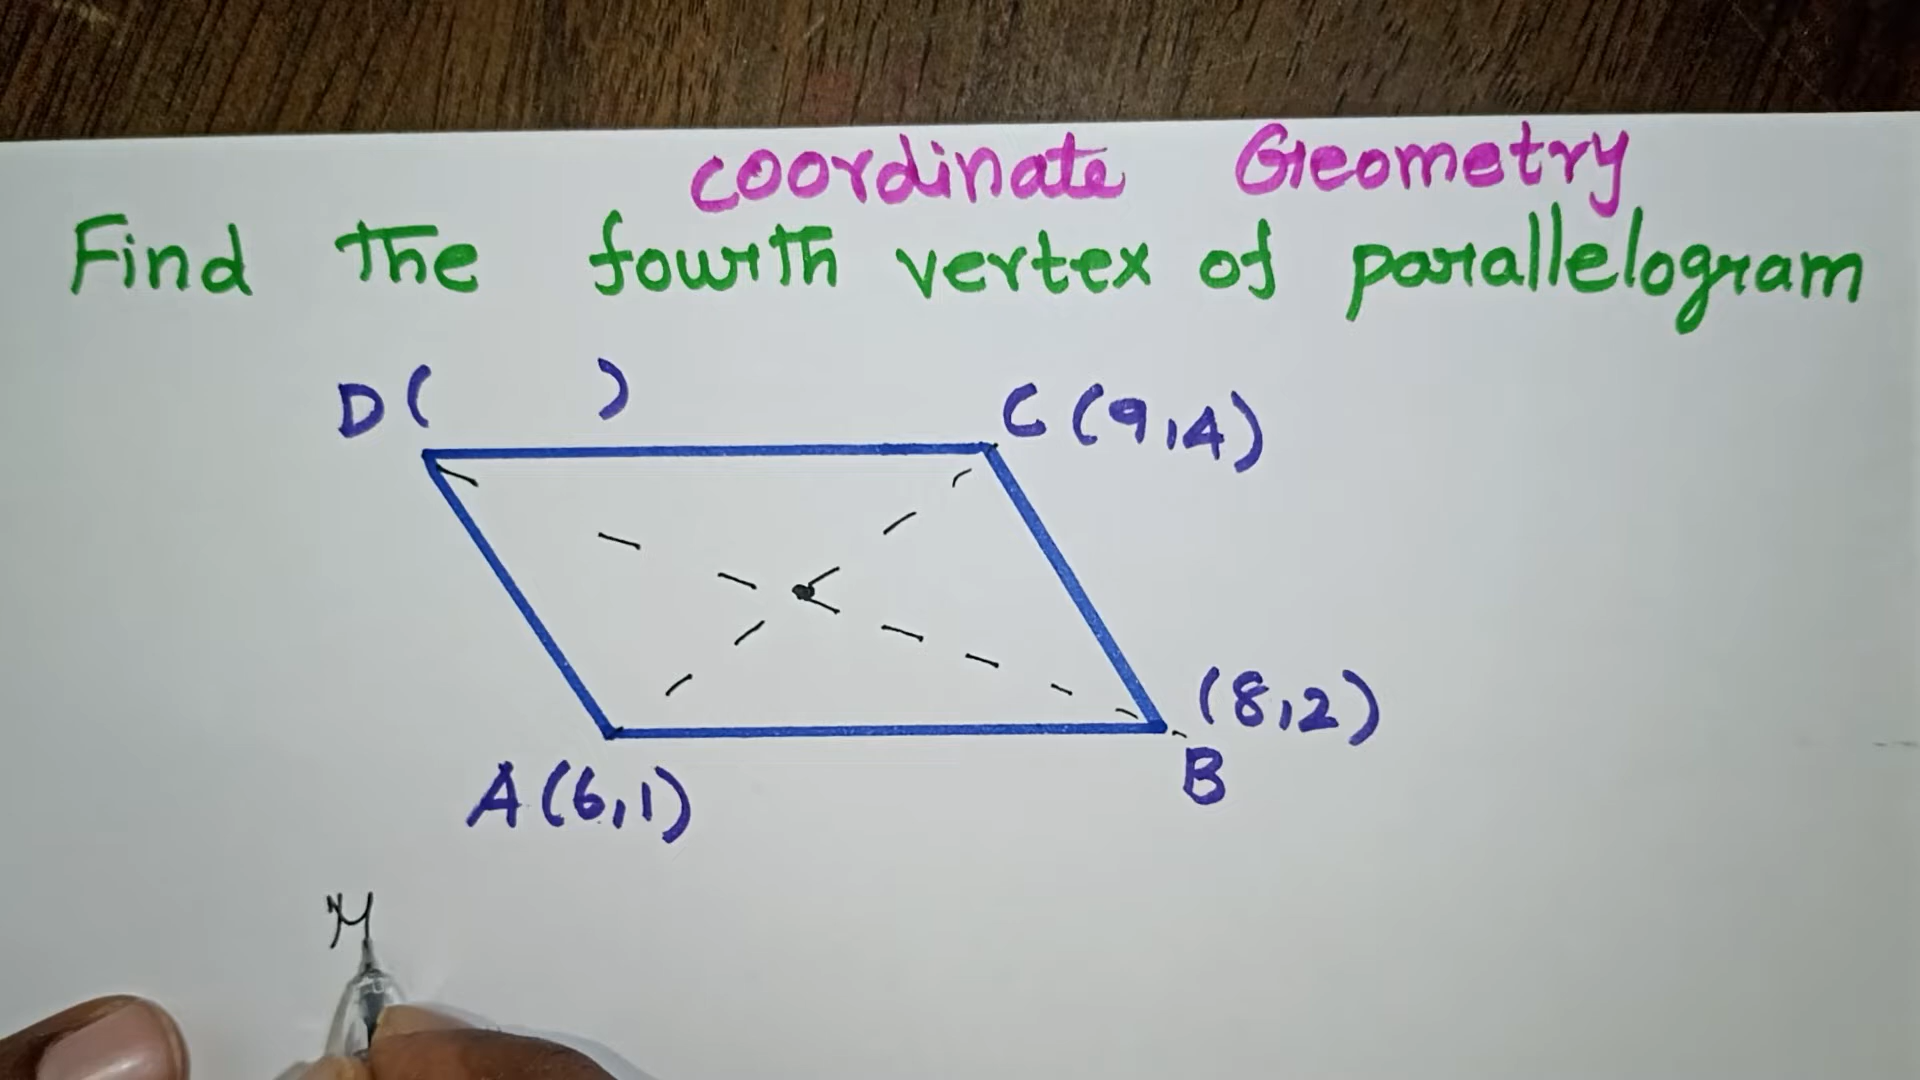 coordinate Geometry
Find the fourth vertex of parallelogram
D( )
C (9,4)
(8,2)
B
A (6,1)
M